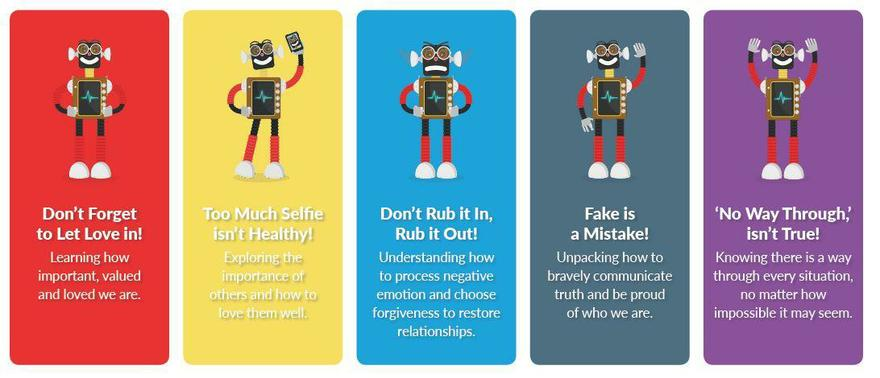 Don't Forget
to Let Love in!
Learning how
important, valued
and loved we are.
Too Much Selfie
isn't Healthy!
Exploring the
importance of
others and how to
love them well.
Don't Rub it In,
Rub it Out!
Understanding how
to process negative
emotion and choose
forgiveness to restore
relationships.
Fake is
a Mistake!
Unpacking how to
bravely communicate
truth and be proud
of who we are.
‘No Way Through,’
isn't True!
Knowing there is a way
through every situation,
no matter how
impossible it may seem.